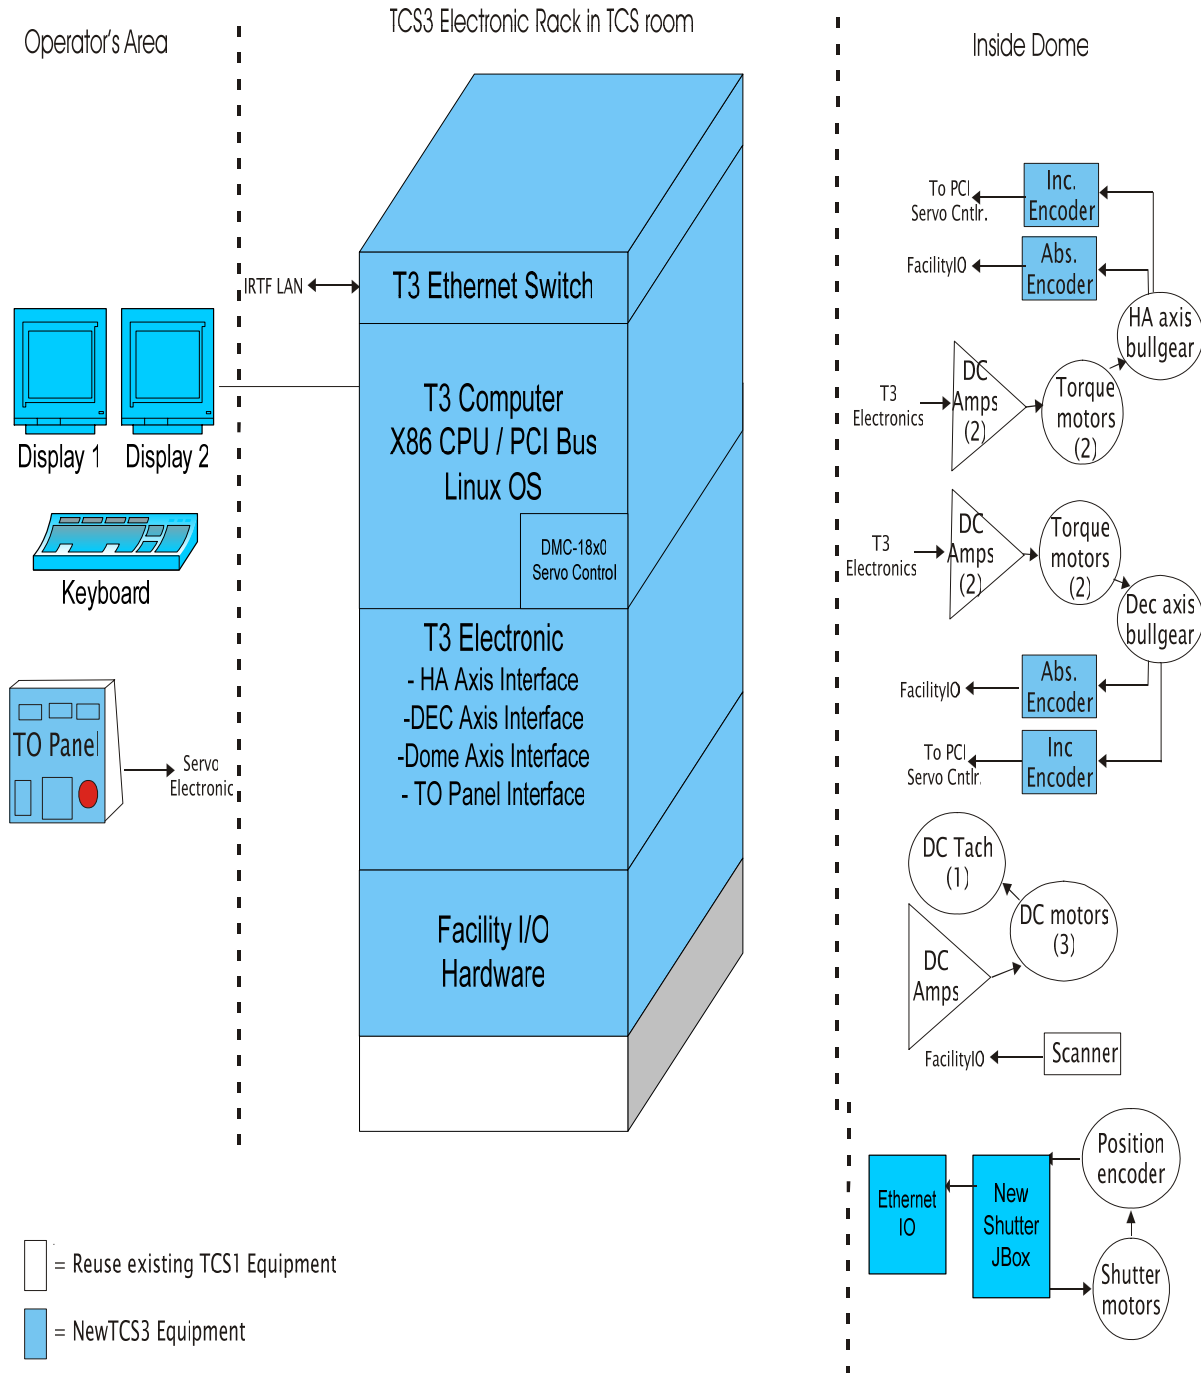 Operator's Area
TCS3 Electronic Rack in TCS room
Inside Dome
IRTF LAN
T3 Ethernet Switch
T3 Computer
X86 CPU / PCI Bus
Linux OS
DMC-18x0
Servo Control
T3 Electronic
- HA Axis Interface
-DEC Axis Interface
-Dome Axis Interface
- TO Panel Interface
Facility I/O
Hardware
Display 1
Display 2
Keyboard
TO Panel
Servo
Electronic
To PCI
Servo Cntlr.
Inc.
Encoder
FacilityIO
Abs.
Encoder
HA axis
bullgear
T3
Electronics
DC
Amps
(2)
Torque
motors
(2)
T3
Electronics
DC
Amps
(2)
Torque
motors
(2)
Dec axis
bullgear
FacilityIO
Abs.
Encoder
To PCI
Servo Cntlr.
Inc
Encoder
DC Tach
(1)
DC motors
(3)
DC
Amps
FacilityIO
Scanner
Ethernet
IO
New
Shutter
JBox
Position
encoder
Shutter
motors
= Reuse existing TCS1 Equipment
= NewTCS3 Equipment